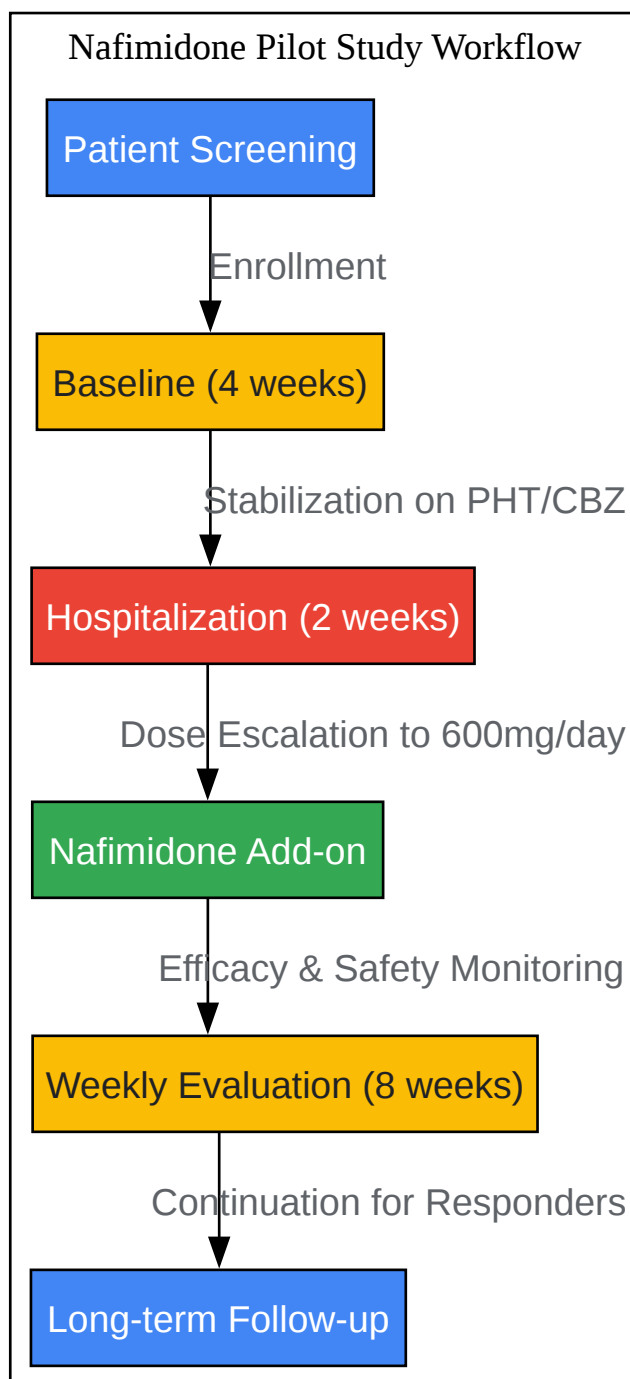 Nafimidone Pilot Study Workflow
Patient Screening
Enrollment
Baseline (4 weeks)
Stabilization on PHT/CBZ
Hospitalization (2 weeks)
Dose Escalation to 600mg/day
Nafimidone Add-on
Efficacy & Safety Monitoring
Weekly Evaluation (8 weeks)
Continuation for Responders
Long-term Follow-up